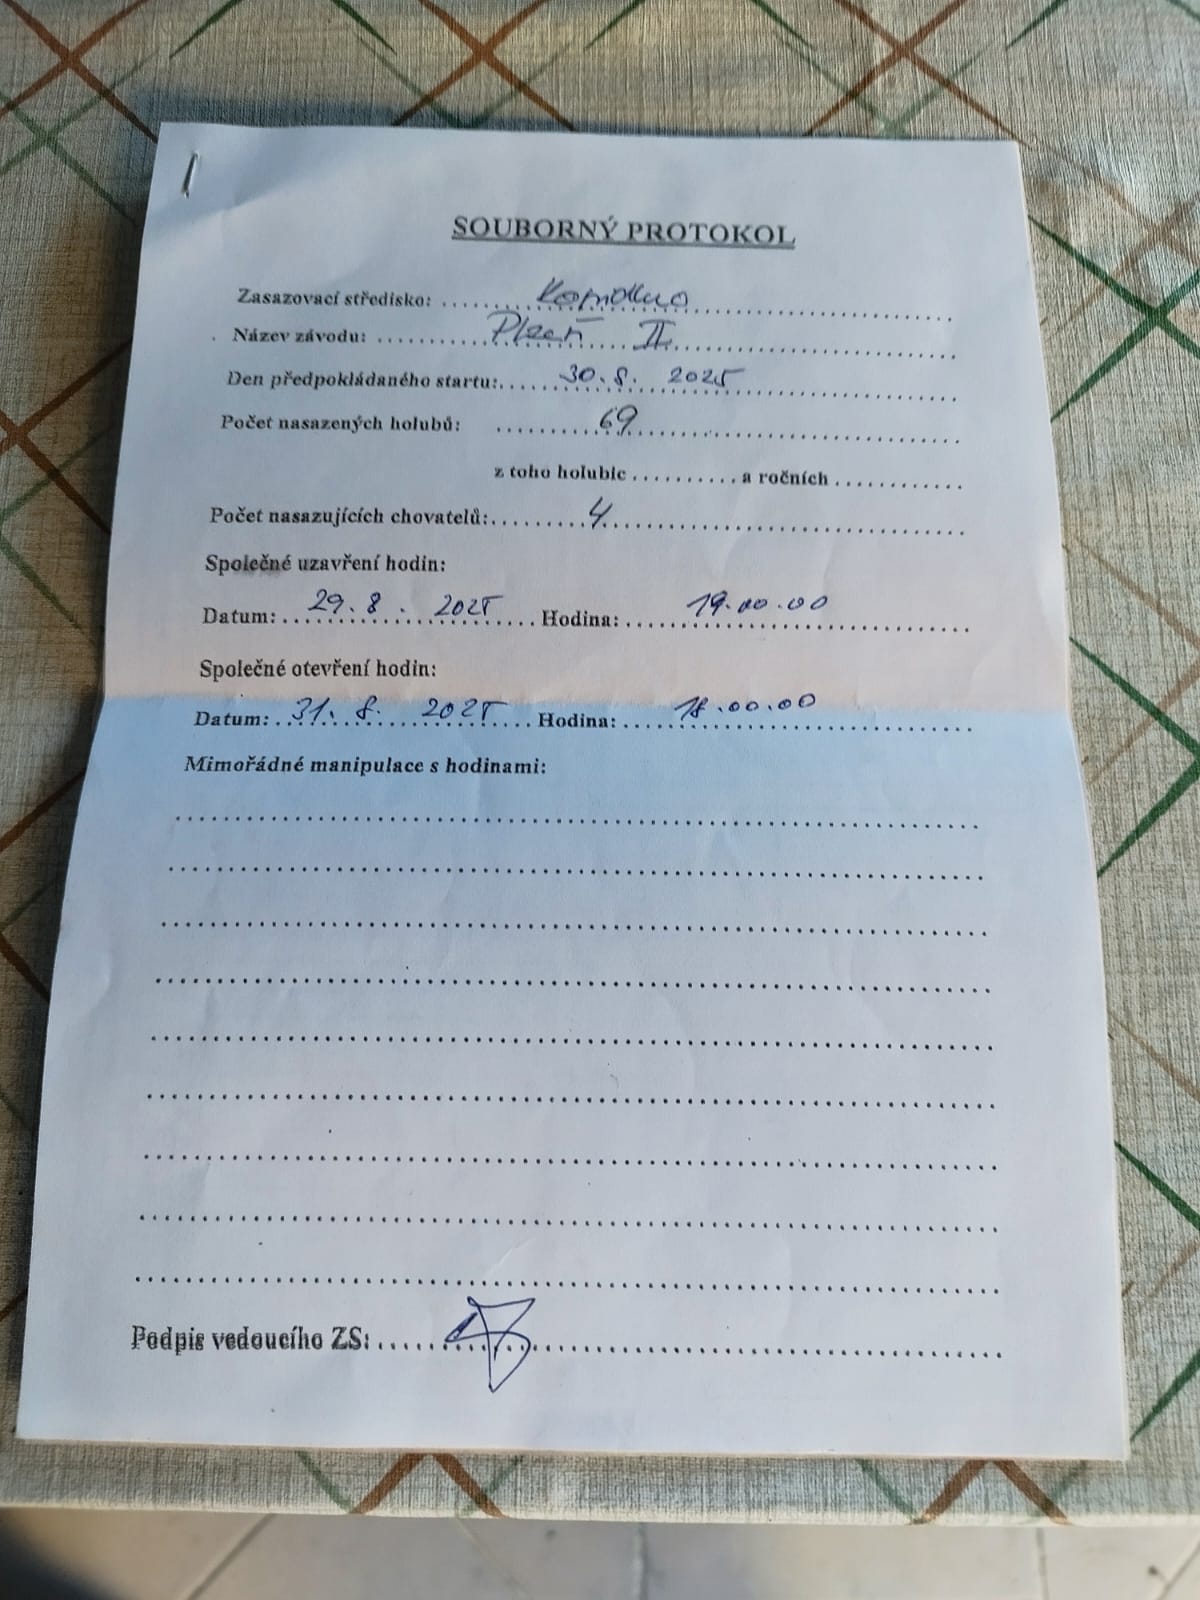 SOUBORNÝ PROTOKOL
Zasazovací středisko: ..........
Název závodu: .......... Plzeň II ..........
Den předpokládaného startu: .......... 30. 8. 2025 ..........
Počet nasazených holubů: .......... 69 ..........
z toho holubic .......... a ročních ..........
Počet nasazujících chovatelů: .......... 4 ..........
Společné uzavření hodin:
Datum: 29. 8. 2025 .......... Hodina: 19.00.00 ..........
Společné otevření hodin:
Datum: 31. 8. 2025 .......... Hodina: 18.00.00 ..........
Mimořádné manipulace s hodinami:
Podpis vedoucího ZS: ..........